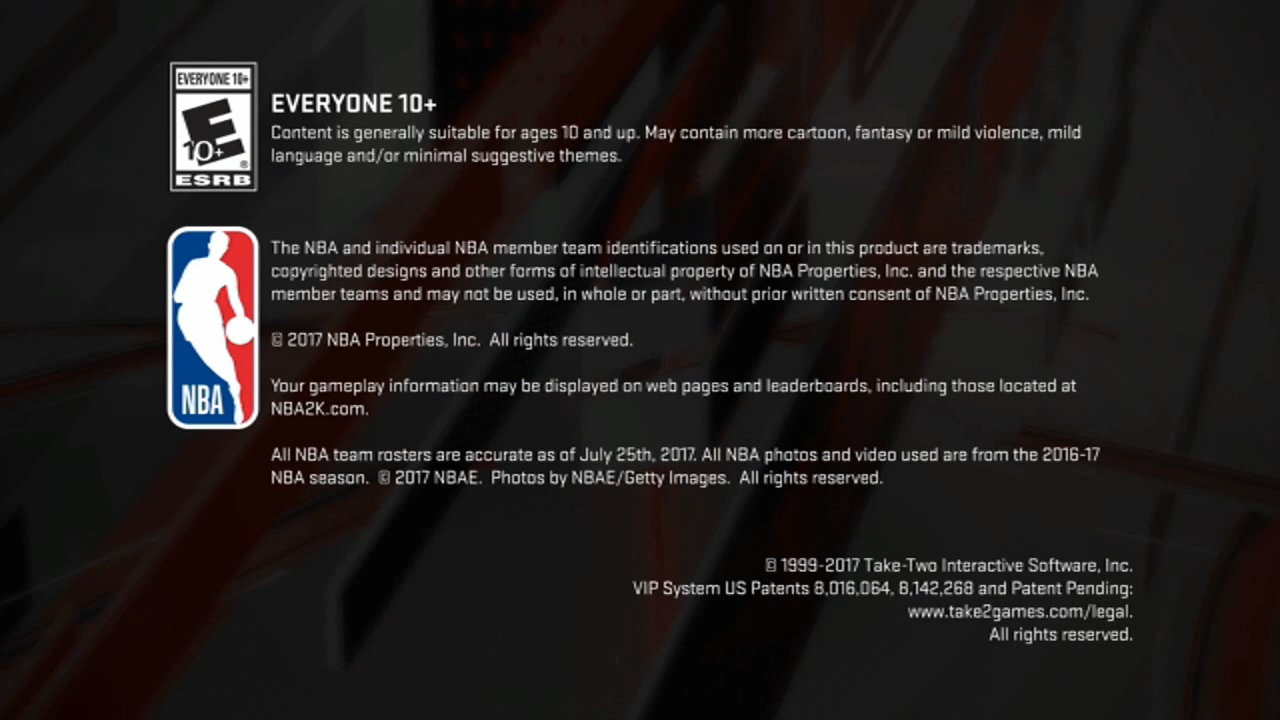 EVERYONE 10+
E
10+
®
ESRB
EVERYONE 10+
Content is generally suitable for ages 10 and up. May contain more cartoon, fantasy or mild violence, mild
language and/or minimal suggestive themes.
NBA
The NBA and individual NBA member team identifications used on or in this product are trademarks,
copyrighted designs and other forms of intellectual property of NBA Properties, Inc. and the respective NBA
member teams and may not be used, in whole or part, without prior written consent of NBA Properties, Inc.
© 2017 NBA Properties, Inc.  All rights reserved.
Your gameplay information may be displayed on web pages and leaderboards, including those located at
NBA2K.com.
All NBA team rosters are accurate as of July 25th, 2017. All NBA photos and video used are from the 2016-17
NBA season.  © 2017 NBAE.  Photos by NBAE/Getty Images.  All rights reserved.
© 1999-2017 Take-Two Interactive Software, Inc.
VIP System US Patents 8,016,064, 8,142,268 and Patent Pending:
www.take2games.com/legal.
All rights reserved.